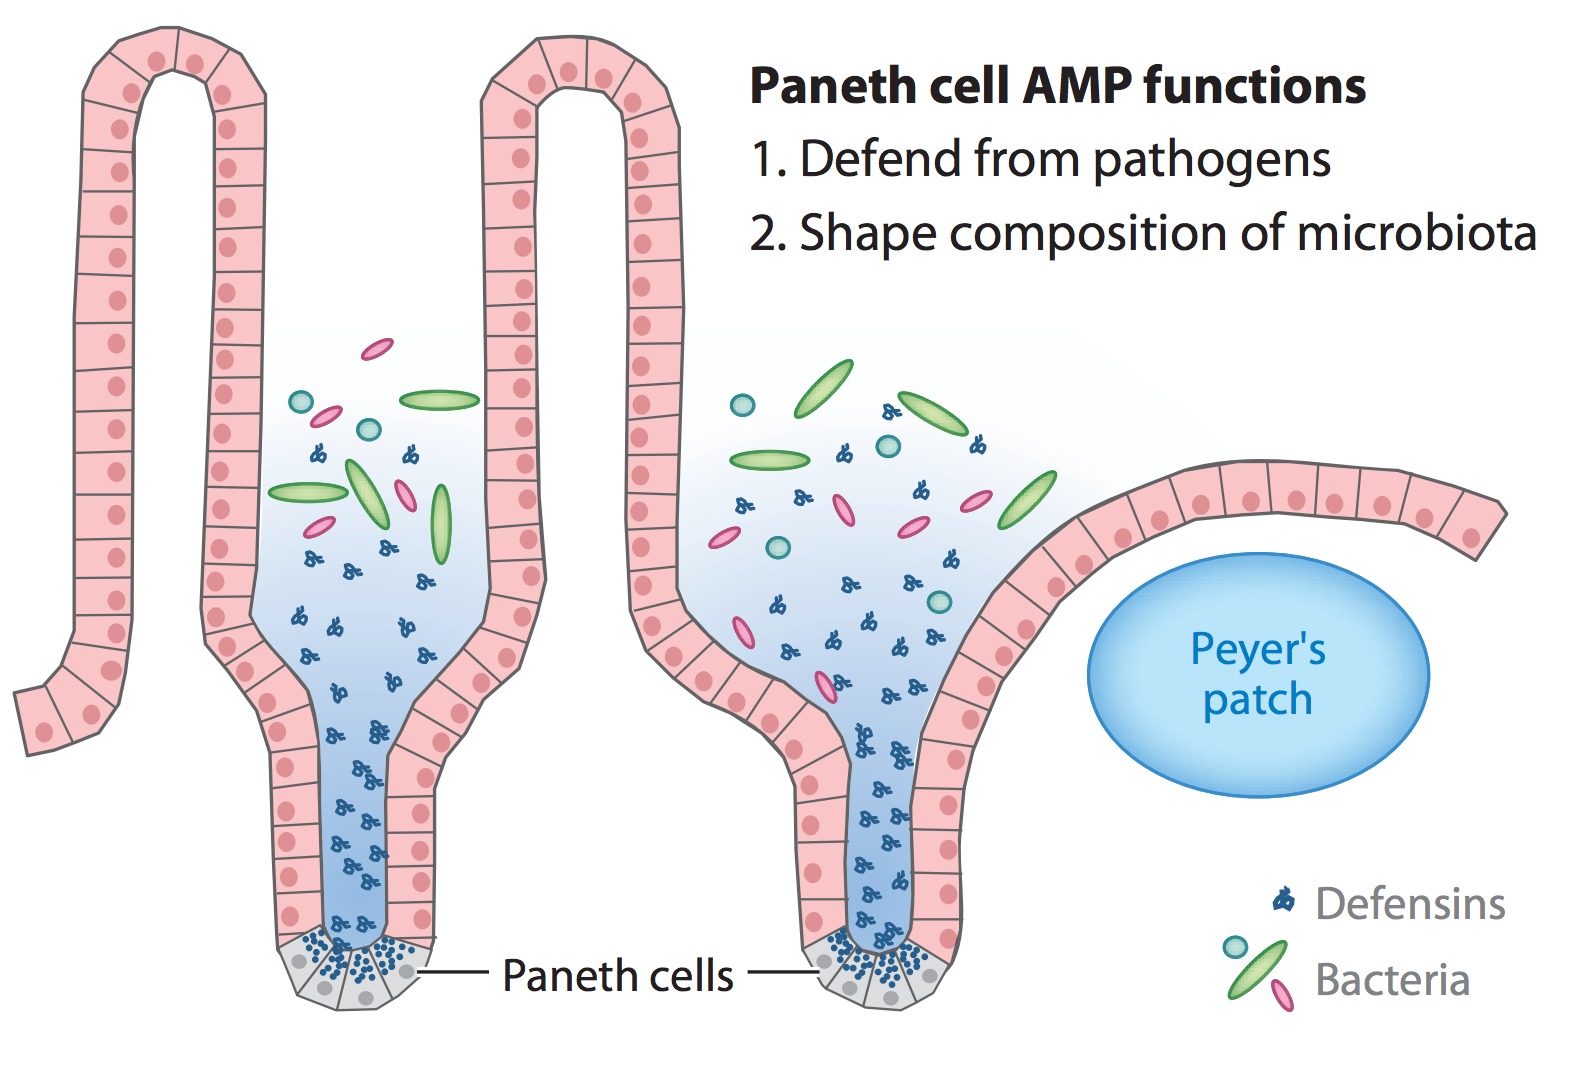 Paneth cell AMP functions
1. Defend from pathogens
2. Shape composition of microbiota
Peyer's
patch
Defensins
Paneth cells
Bacteria